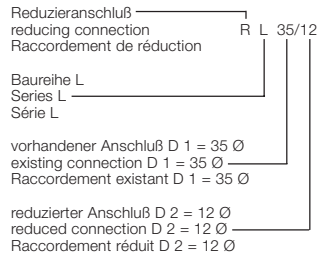 Reduzieranschluß
reducing connection R L 35/12
Raccordement de réduction
Baureihe L
Series L
Série L
vorhandener Anschluß D 1 = 35 Ø
existing connection D 1 = 35 Ø
Raccordement existant D 1 = 35 Ø
reduzierter Anschluß D 2 = 12 Ø
reduced connection D 2 = 12 Ø
Raccordement réduit D 2 = 12 Ø